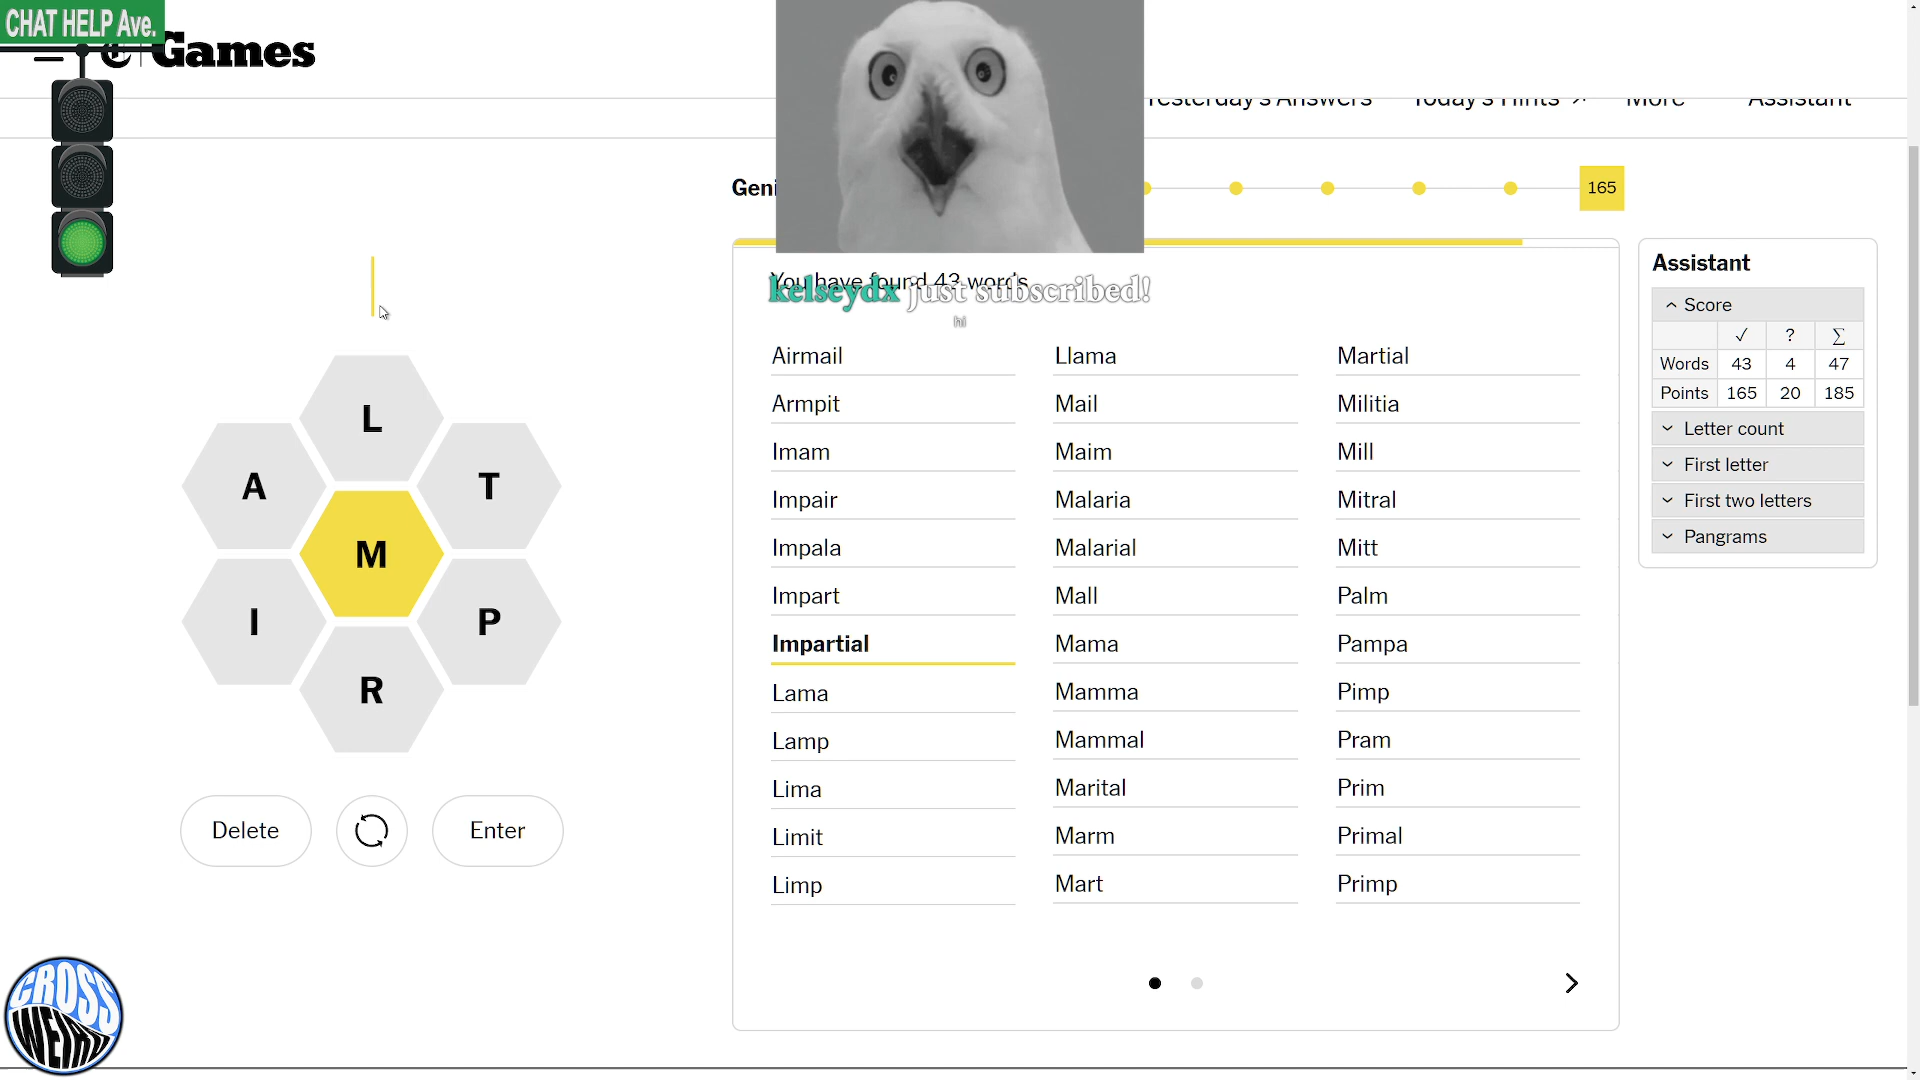 CHAT HELP Ave.
Games
Yesterday's Answers
Today's Hints
More
Assistant
165
You have found 43 words
kelseydx just subscribed!
hi
Airmail
Armpit
Imam
Impair
Impala
Impart
Impartial
Lama
Lamp
Lima
Limit
Limp
Llama
Mail
Maim
Malaria
Malarial
Mall
Mama
Mamma
Mammal
Marital
Marm
Mart
Martial
Militia
Mill
Mitral
Mitt
Palm
Pampa
Pimp
Pram
Prim
Primal
Primp
Assistant
Score
✓ ? ∑
Words 43 4 47
Points 165 20 185
Letter count
First letter
First two letters
Pangrams
L
A
T
M
I
P
R
Delete
Enter
CROSS
WEIRD